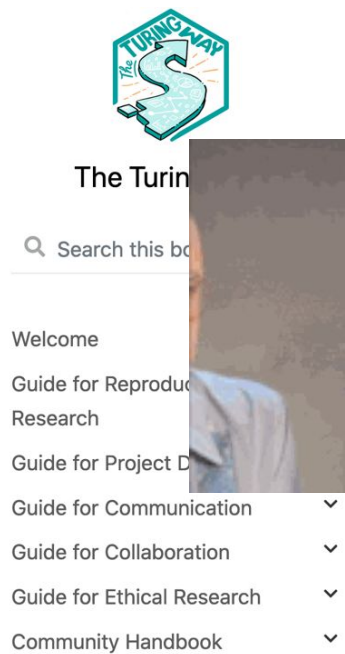 The TURING WAY
The Turin
Search this bo
Welcome
Guide for Reproduc
Research
Guide for Project D
Guide for Communication
Guide for Collaboration
Guide for Ethical Research
Community Handbook